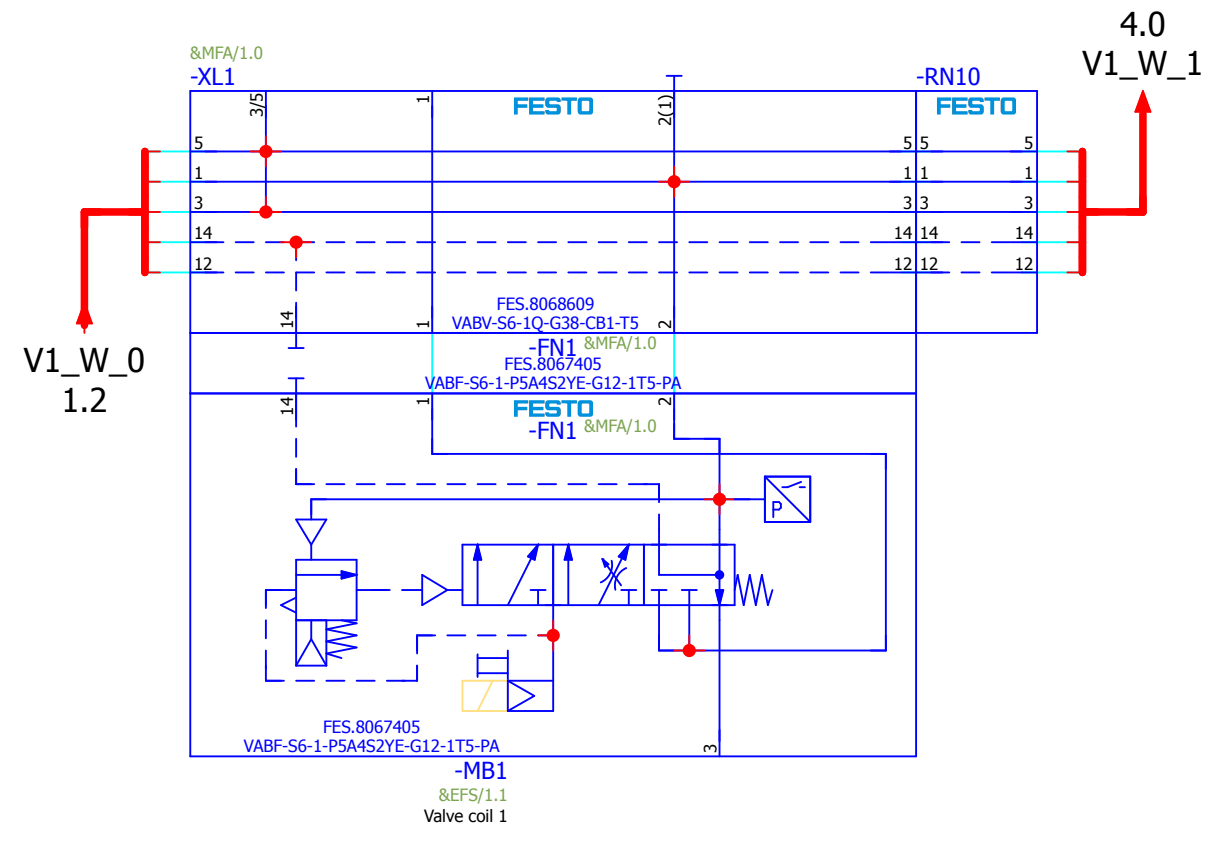 4.0
V1_W_1
&MFA/1.0
-XL1
-RN10
3/5
1
FESTO
2(1)
FESTO
5
5
5
5
1
1
1
1
3
3
3
3
14
14
14
14
12
12
12
12
FES.8068609
VABV-S6-1Q-G38-CB1-T5
14
1
2
V1_W_0
1.2
-FN1
&MFA/1.0
FES.8067405
VABF-S6-1-P5A4S2YE-G12-1T5-PA
14
1
2
FESTO
-FN1
&MFA/1.0
P
FES.8067405
VABF-S6-1-P5A4S2YE-G12-1T5-PA
3
-MB1
&EFS/1.1
Valve coil 1